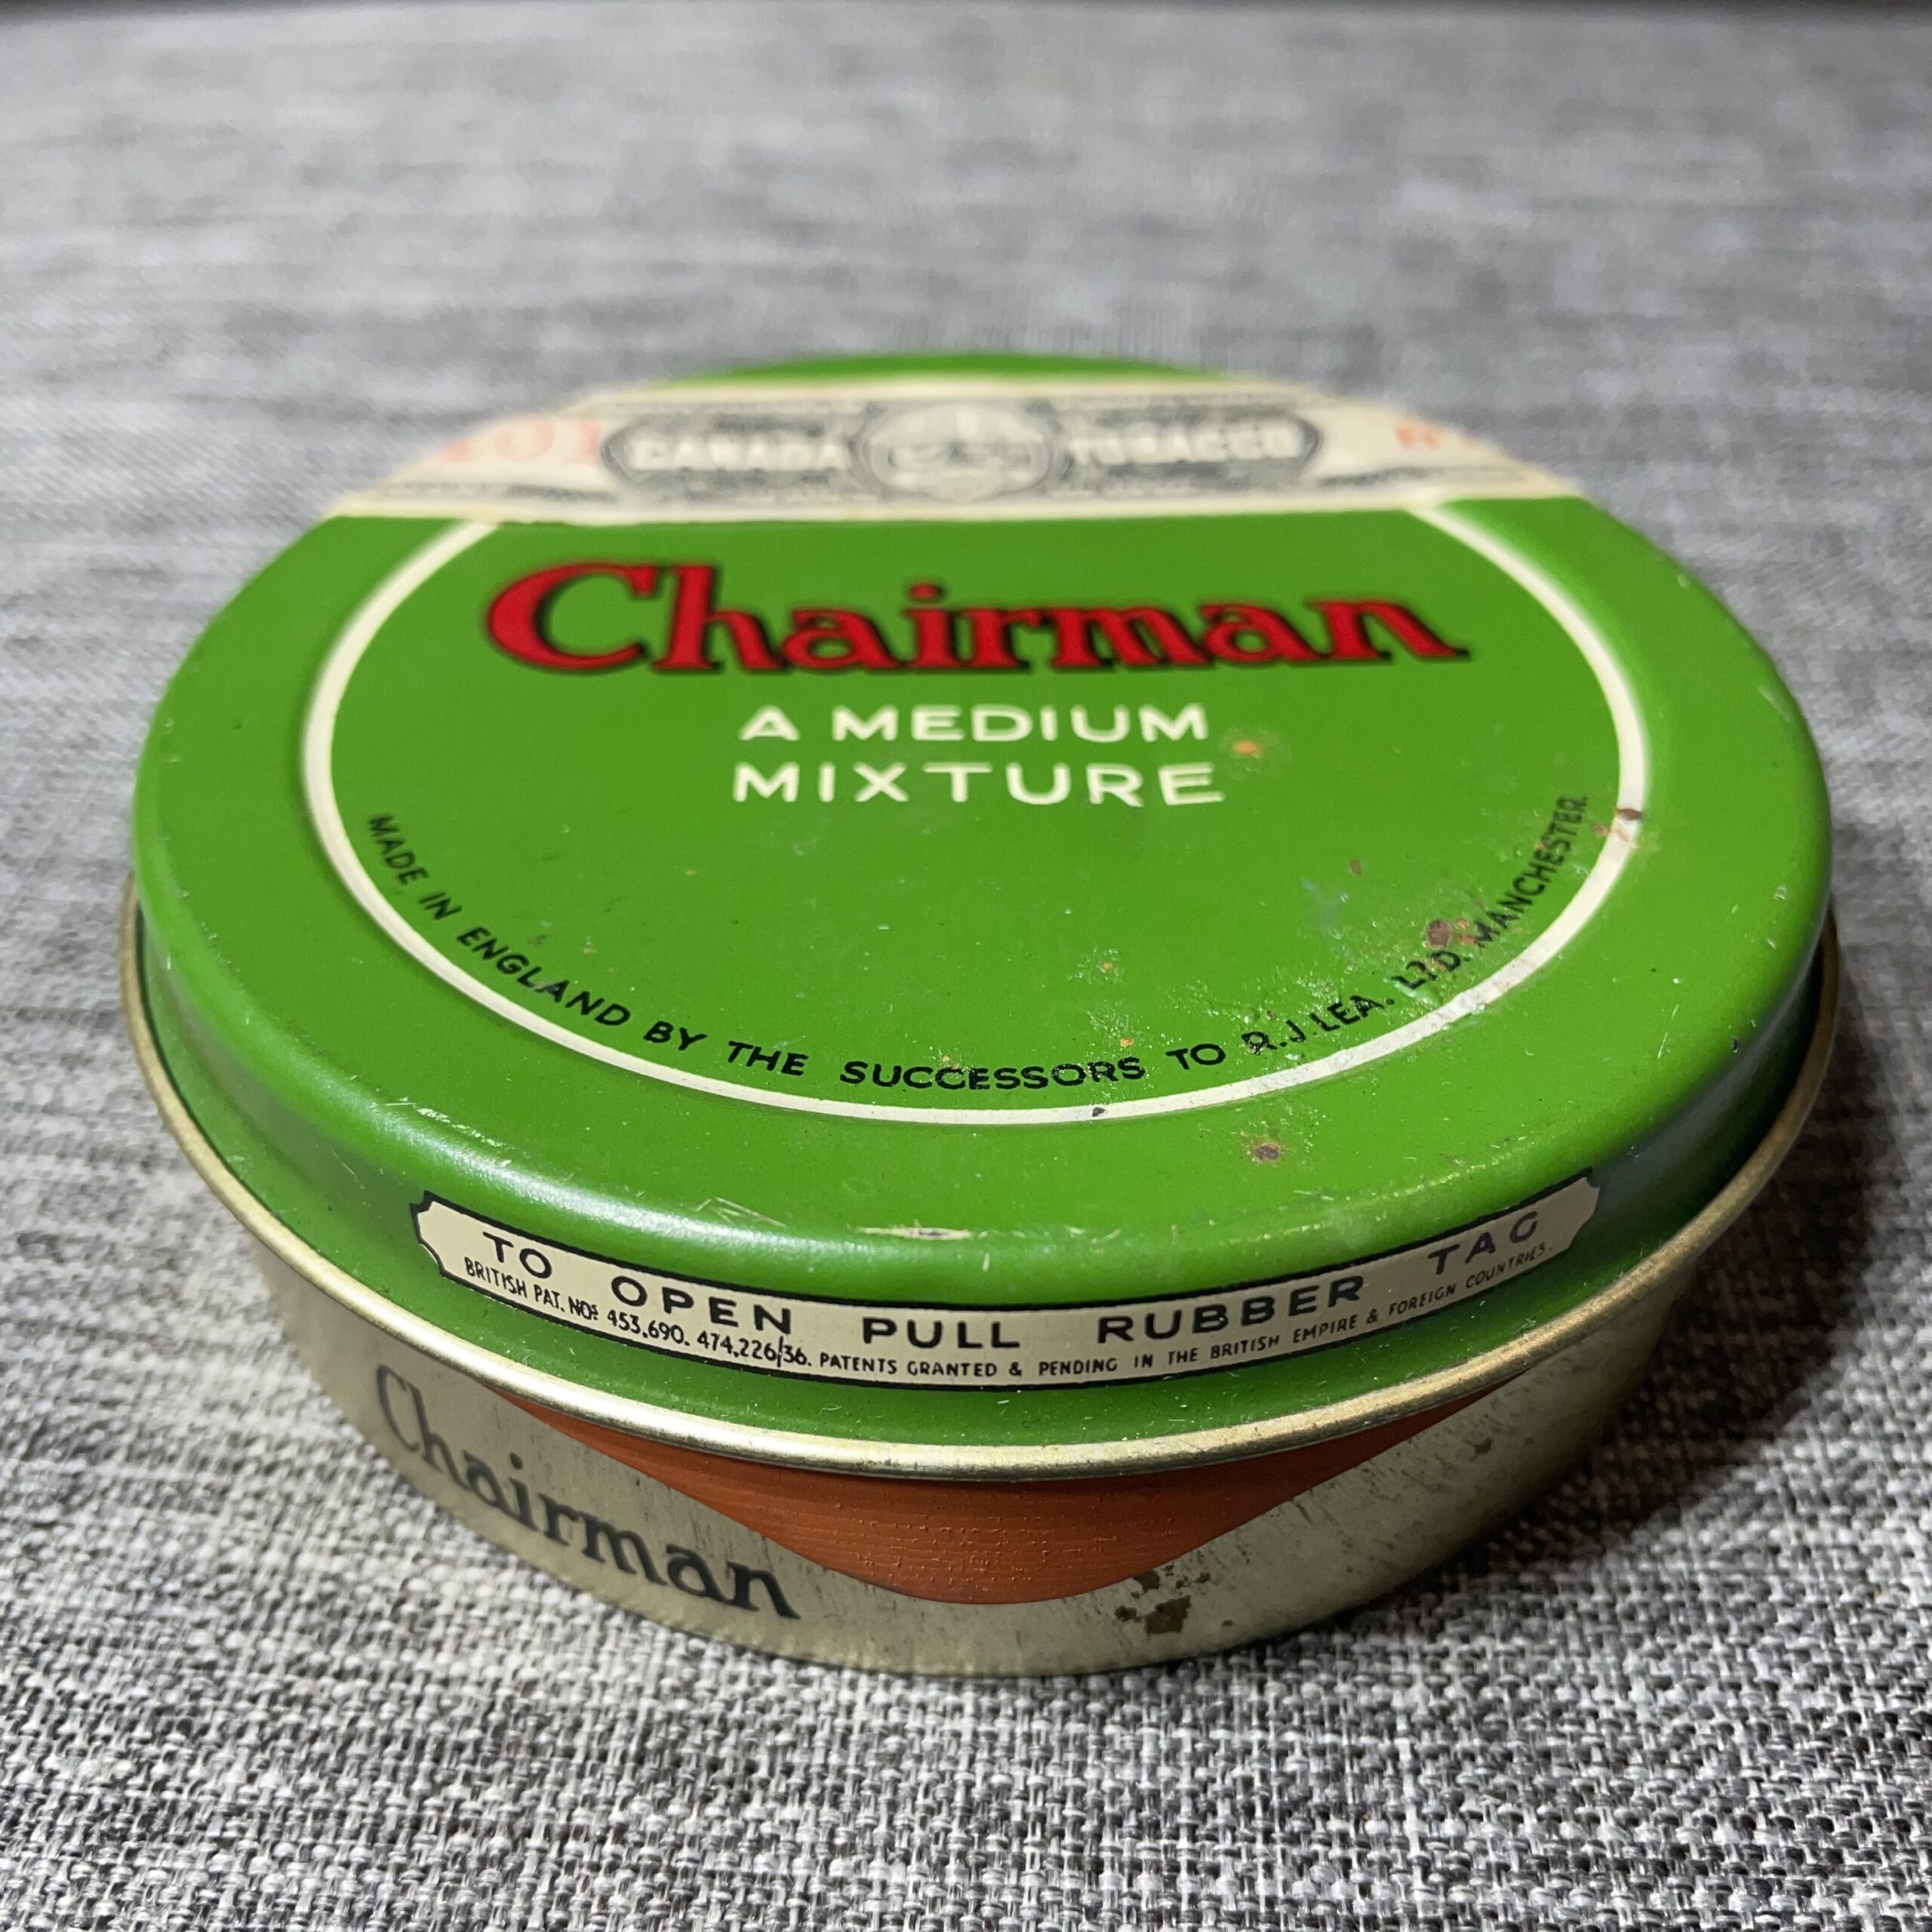 CANADA TOBACCO
Chairman
A MEDIUM
MIXTURE
MADE IN ENGLAND BY THE SUCCESSORS TO R.J.LEA. LTD. MANCHESTER.
TO OPEN PULL RUBBER TAG
BRITISH PAT. NOS 453,690. 474,226/36. PATENTS GRANTED & PENDING IN THE BRITISH EMPIRE & FOREIGN COUNTRIES.
Chairman